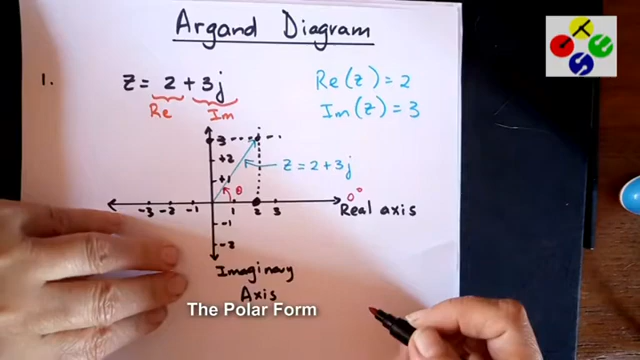 Argand Diagram
1.
z = 2 + 3j
Re Im
Re(z) = 2
Im(z) = 3
3
+2
+1
θ
z = 2+3j
0°
-3 -2 -1 1 2 3
Real axis
-1
-2
Imaginary
Axis
The Polar Form